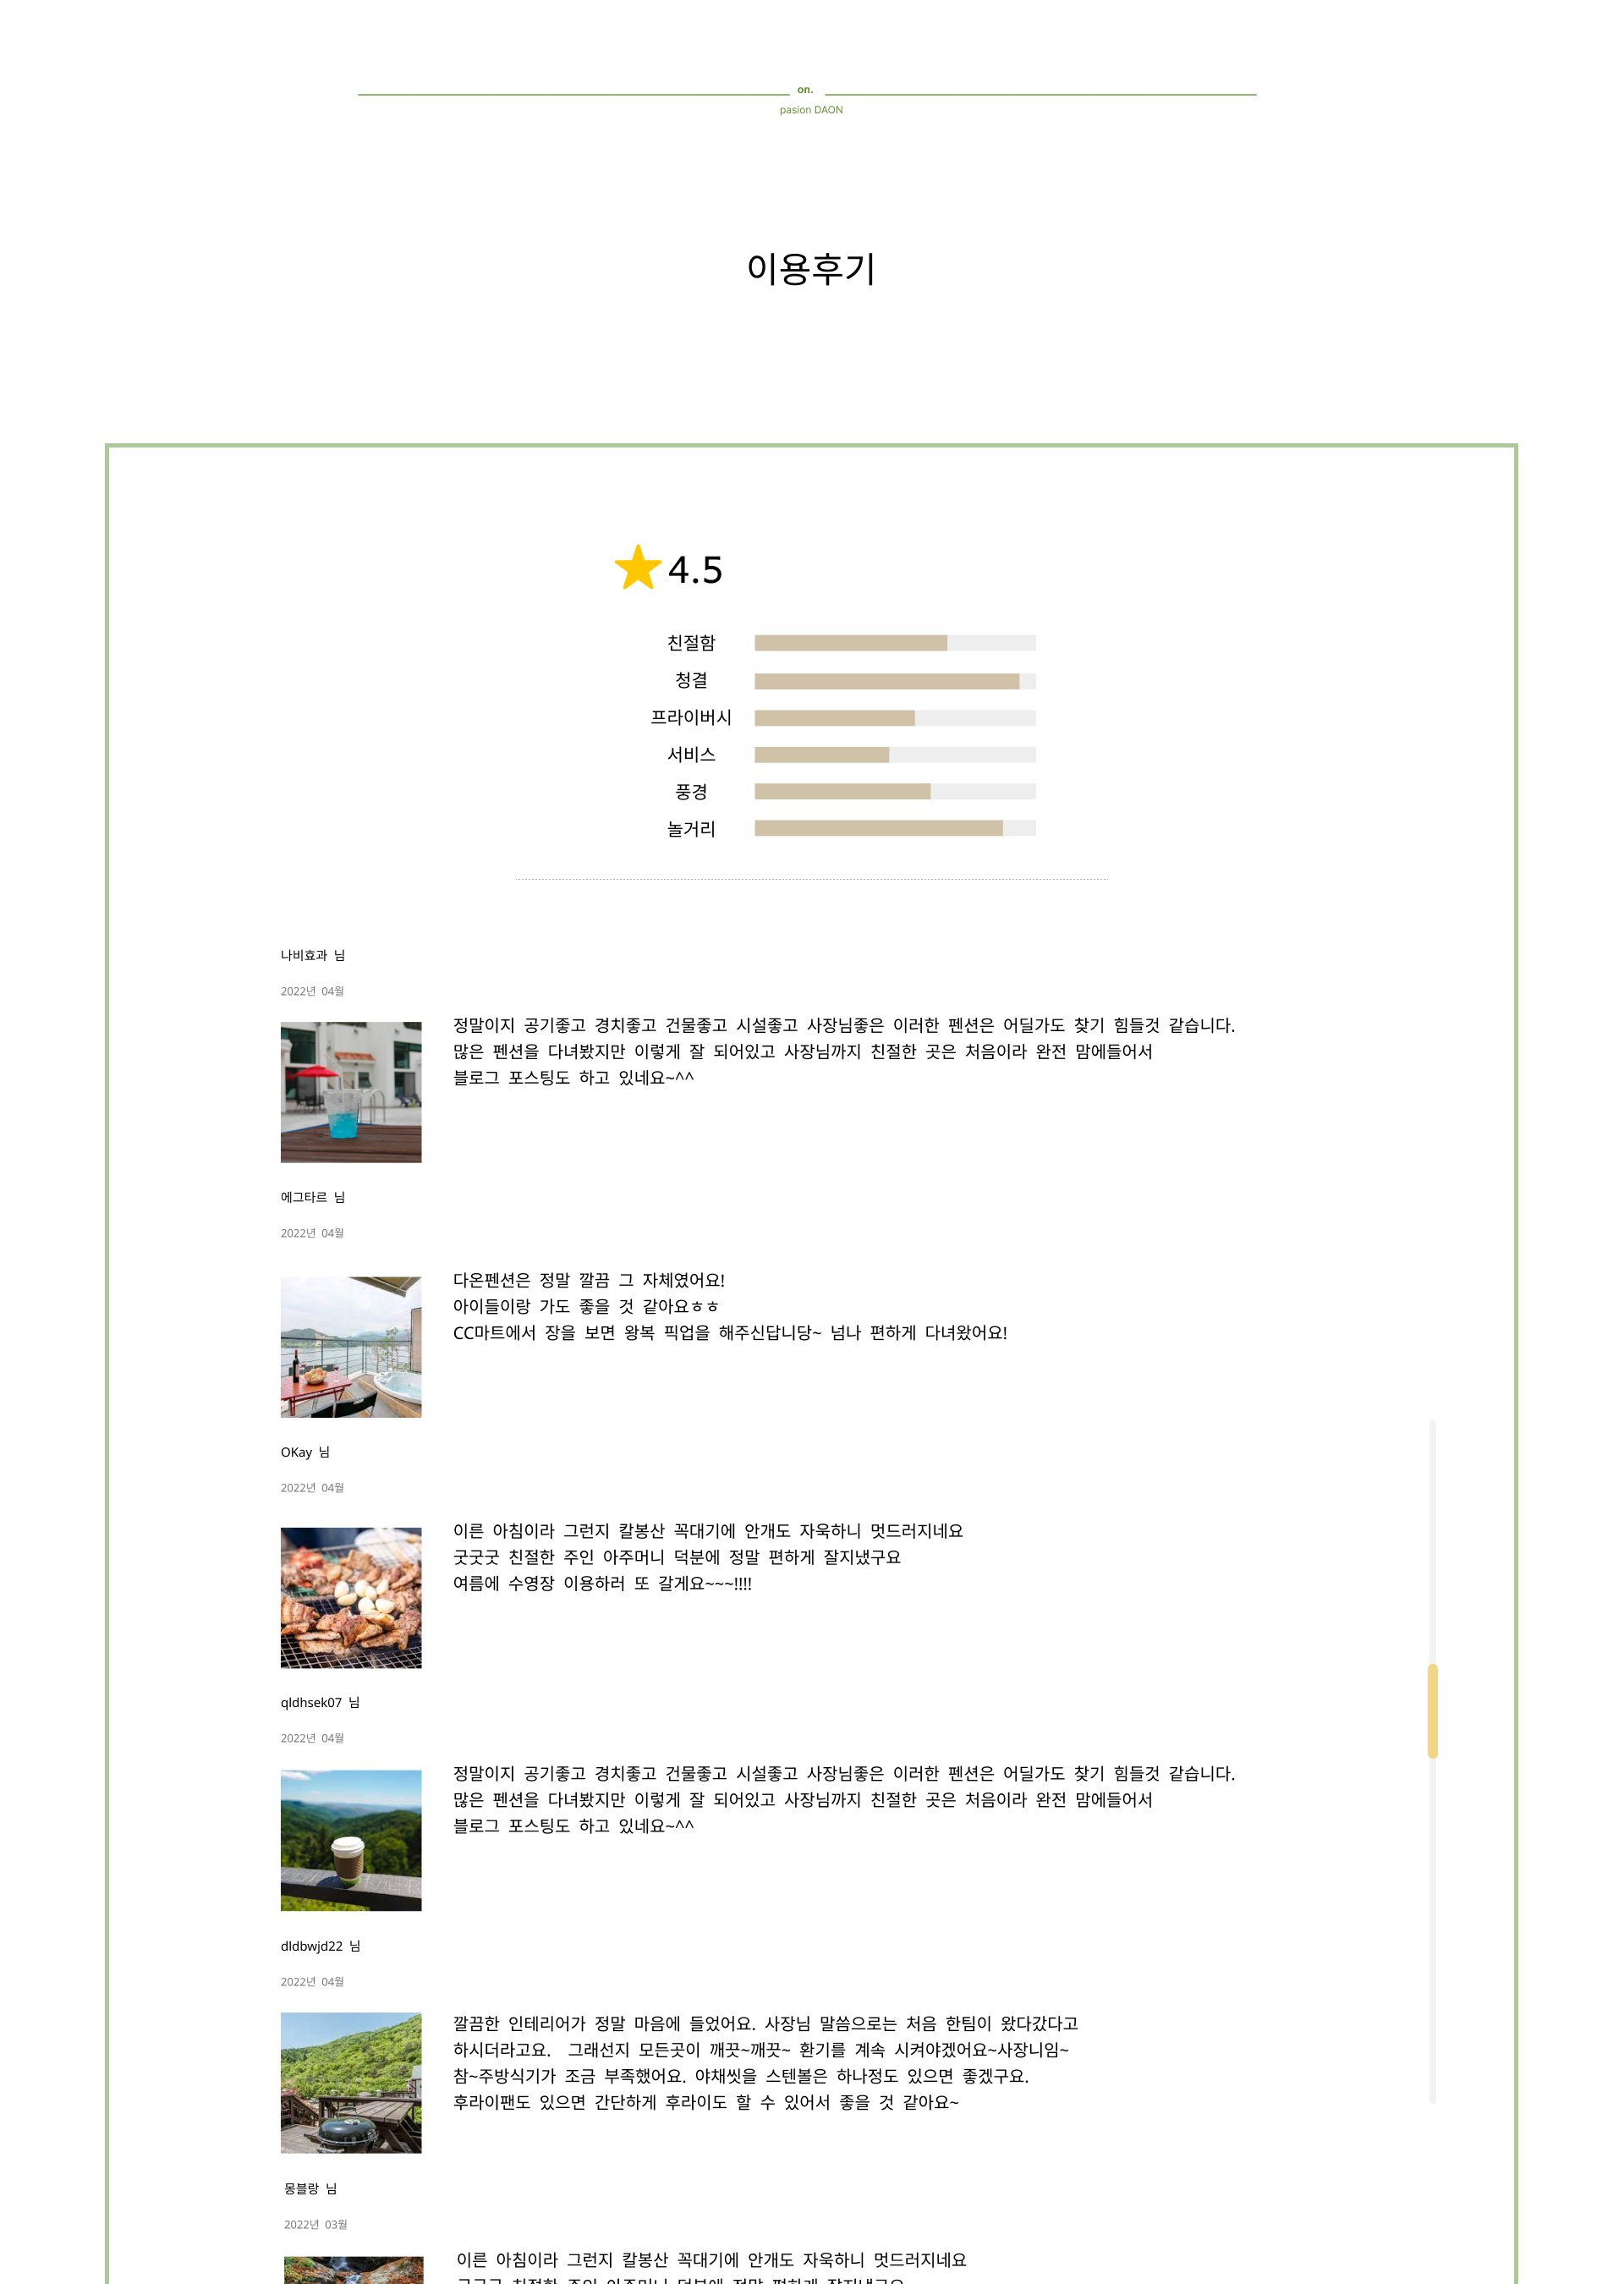 on.
pasion DAON
이용후기
4.5
친절함
청결
프라이버시
서비스
풍경
놀거리
나비효과 님
2022년 04월
정말이지 공기좋고 경치좋고 건물좋고 시설좋고 사장님좋은 이러한 펜션은 어딜가도 찾기 힘들것 같습니다.
많은 펜션을 다녀봤지만 이렇게 잘 되어있고 사장님까지 친절한 곳은 처음이라 완전 맘에들어서
블로그 포스팅도 하고 있네요~^^
에그타르 님
2022년 04월
다온펜션은 정말 깔끔 그 자체였어요!
아이들이랑 가도 좋을 것 같아요ㅎㅎ
CC마트에서 장을 보면 왕복 픽업을 해주신답니당~ 넘나 편하게 다녀왔어요!
OKay 님
2022년 04월
이른 아침이라 그런지 칼봉산 꼭대기에 안개도 자욱하니 멋드러지네요
굿굿굿 친절한 주인 아주머니 덕분에 정말 편하게 잘지냈구요
여름에 수영장 이용하러 또 갈게요~~~!!!!
qldhsek07 님
2022년 04월
정말이지 공기좋고 경치좋고 건물좋고 시설좋고 사장님좋은 이러한 펜션은 어딜가도 찾기 힘들것 같습니다.
많은 펜션을 다녀봤지만 이렇게 잘 되어있고 사장님까지 친절한 곳은 처음이라 완전 맘에들어서
블로그 포스팅도 하고 있네요~^^
dldbwjd22 님
2022년 04월
깔끔한 인테리어가 정말 마음에 들었어요. 사장님 말씀으로는 처음 한팀이 왔다갔다고
하시더라고요. 그래선지 모든곳이 깨끗~깨끗~ 환기를 계속 시켜야겠어요~사장니임~
참~주방식기가 조금 부족했어요. 야채씻을 스텐볼은 하나정도 있으면 좋겠구요.
후라이팬도 있으면 간단하게 후라이도 할 수 있어서 좋을 것 같아요~
몽블랑 님
2022년 03월
이른 아침이라 그런지 칼봉산 꼭대기에 안개도 자욱하니 멋드러지네요